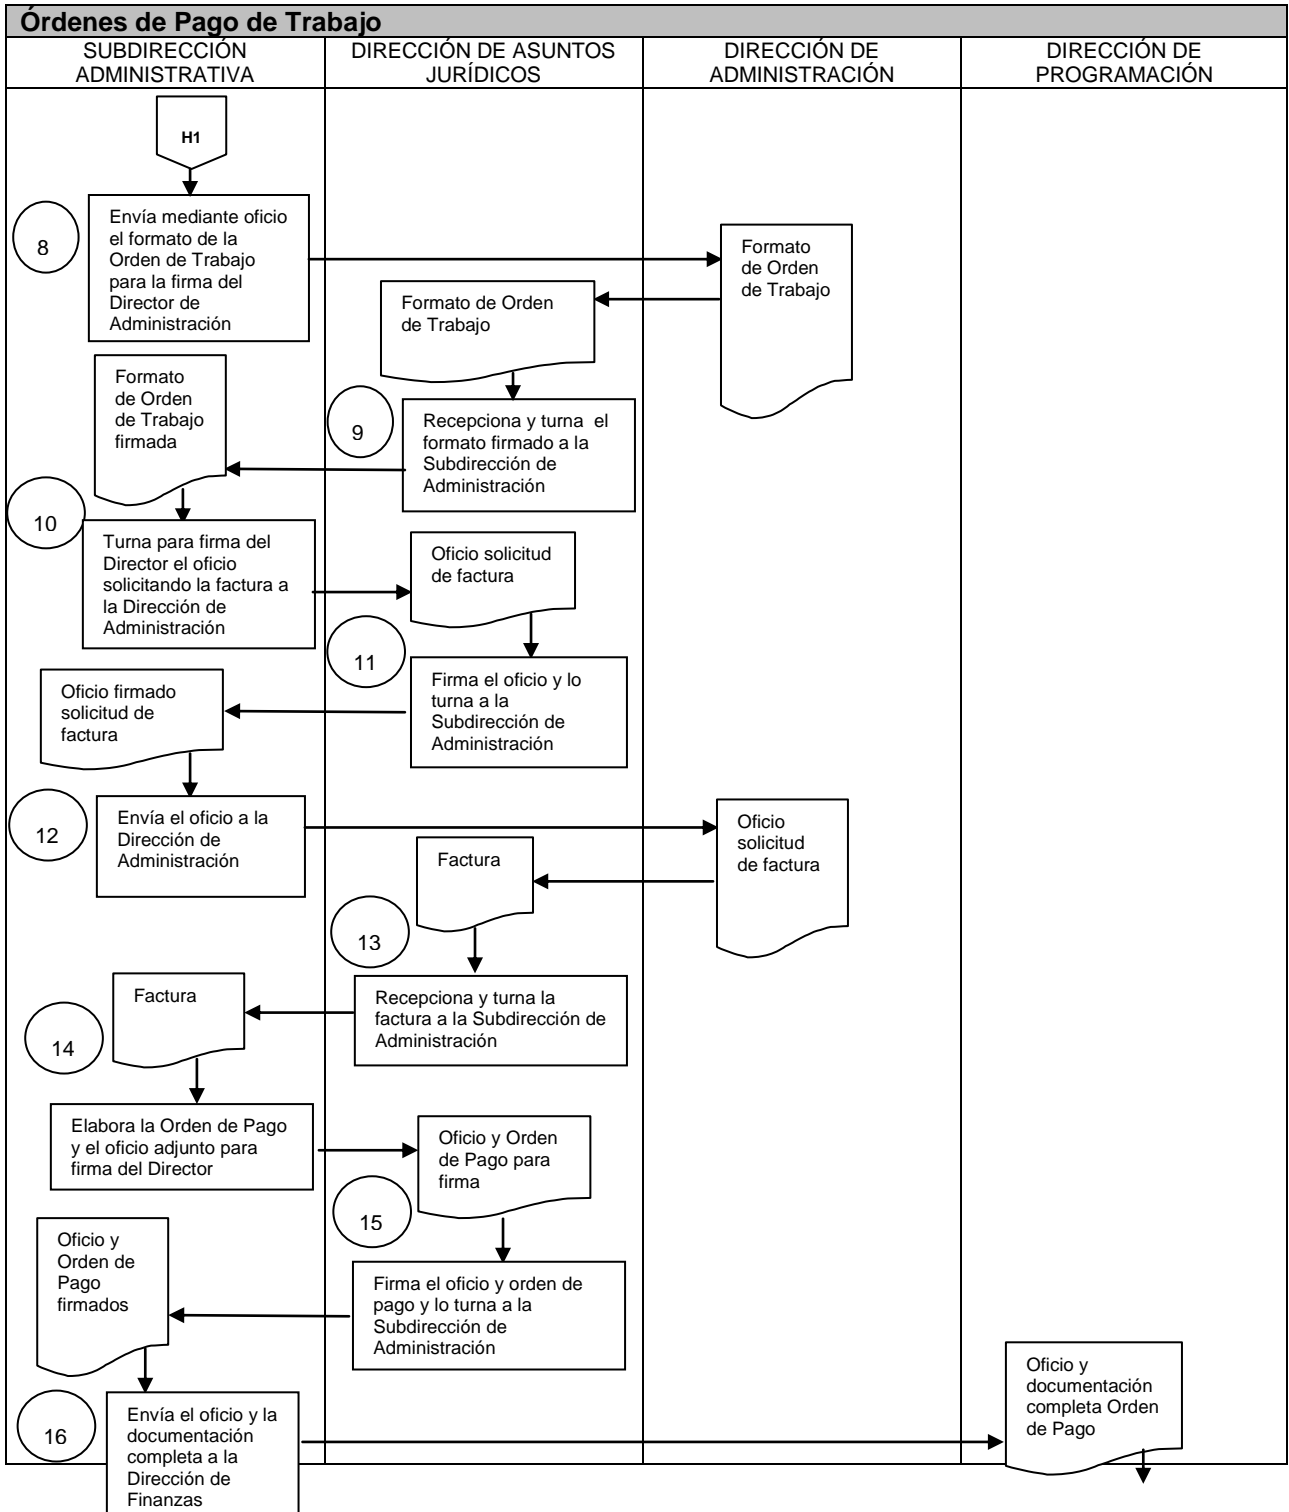 Órdenes de Pago de Trabajo
SUBDIRECCIÓN
ADMINISTRATIVA
DIRECCIÓN DE ASUNTOS
JURÍDICOS
DIRECCIÓN DE
ADMINISTRACIÓN
DIRECCIÓN DE
PROGRAMACIÓN
H1
8
Envía mediante oficio
el formato de la
Orden de Trabajo
para la firma del
Director de
Administración
Formato
de Orden
de Trabajo
Formato de Orden
de Trabajo
9
Recepciona y turna  el
formato firmado a la
Subdirección de
Administración
Formato
de Orden
de Trabajo
firmada
10
Turna para firma del
Director el oficio
solicitando la factura a
la Dirección de
Administración
Oficio solicitud
de factura
11
Firma el oficio y lo
turna a la
Subdirección de
Administración
Oficio firmado
solicitud de
factura
12
Envía el oficio a la
Dirección de
Administración
Oficio
solicitud
de factura
Factura
13
Recepciona y turna la
factura a la Subdirección de
Administración
Factura
14
Elabora la Orden de Pago
y el oficio adjunto para
firma del Director
Oficio y Orden
de Pago para
firma
15
Firma el oficio y orden de
pago y lo turna a la
Subdirección de
Administración
Oficio y
Orden de
Pago
firmados
16
Envía el oficio y la
documentación
completa a la
Dirección de
Finanzas
Oficio y
documentación
completa Orden
de Pago